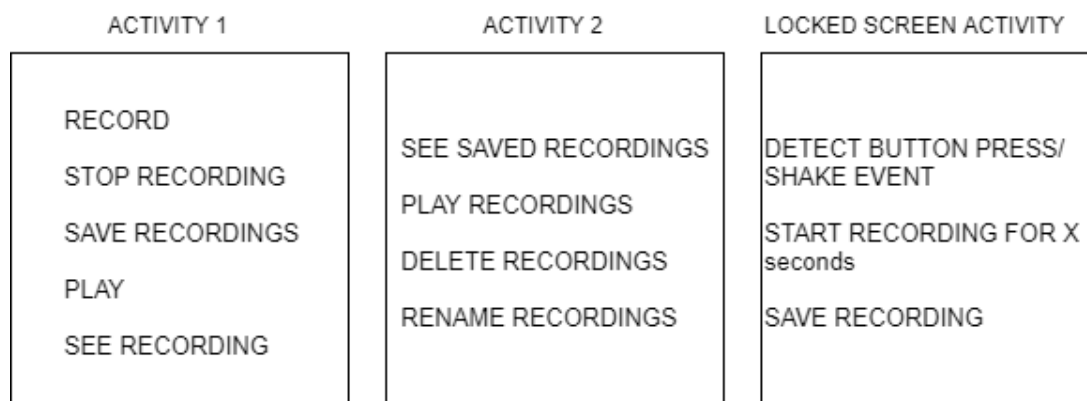 ACTIVITY 1
RECORD
STOP RECORDING
SAVE RECORDINGS
PLAY
SEE RECORDING
ACTIVITY 2
SEE SAVED RECORDINGS
PLAY RECORDINGS
DELETE RECORDINGS
RENAME RECORDINGS
LOCKED SCREEN ACTIVITY
DETECT BUTTON PRESS/
SHAKE EVENT
START RECORDING FOR X
seconds
SAVE RECORDING